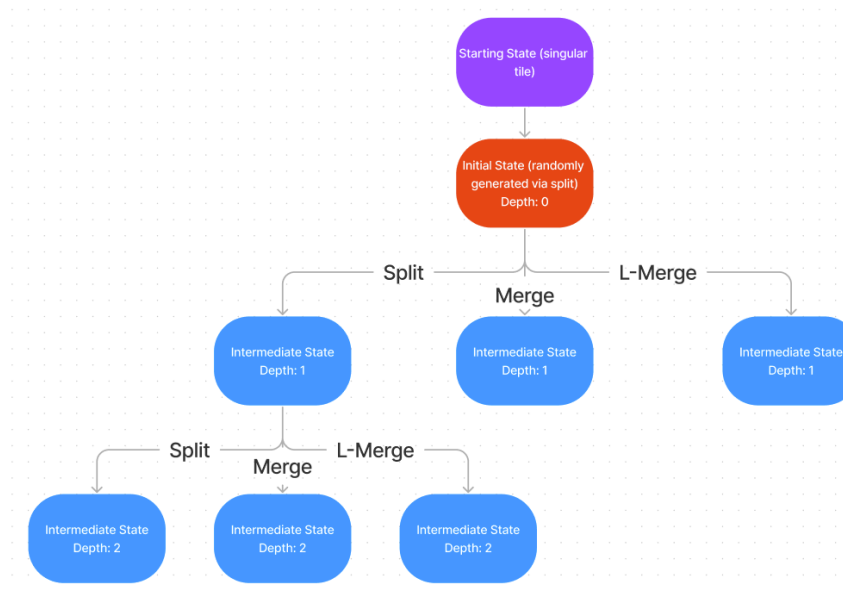 Starting State (singular
tile)
Initial State (randomly
generated via split)
Depth: 0
Split
Merge
L-Merge
Intermediate State
Depth: 1
Intermediate State
Depth: 1
Intermediate State
Depth: 1
Split
Merge
L-Merge
Intermediate State
Depth: 2
Intermediate State
Depth: 2
Intermediate State
Depth: 2